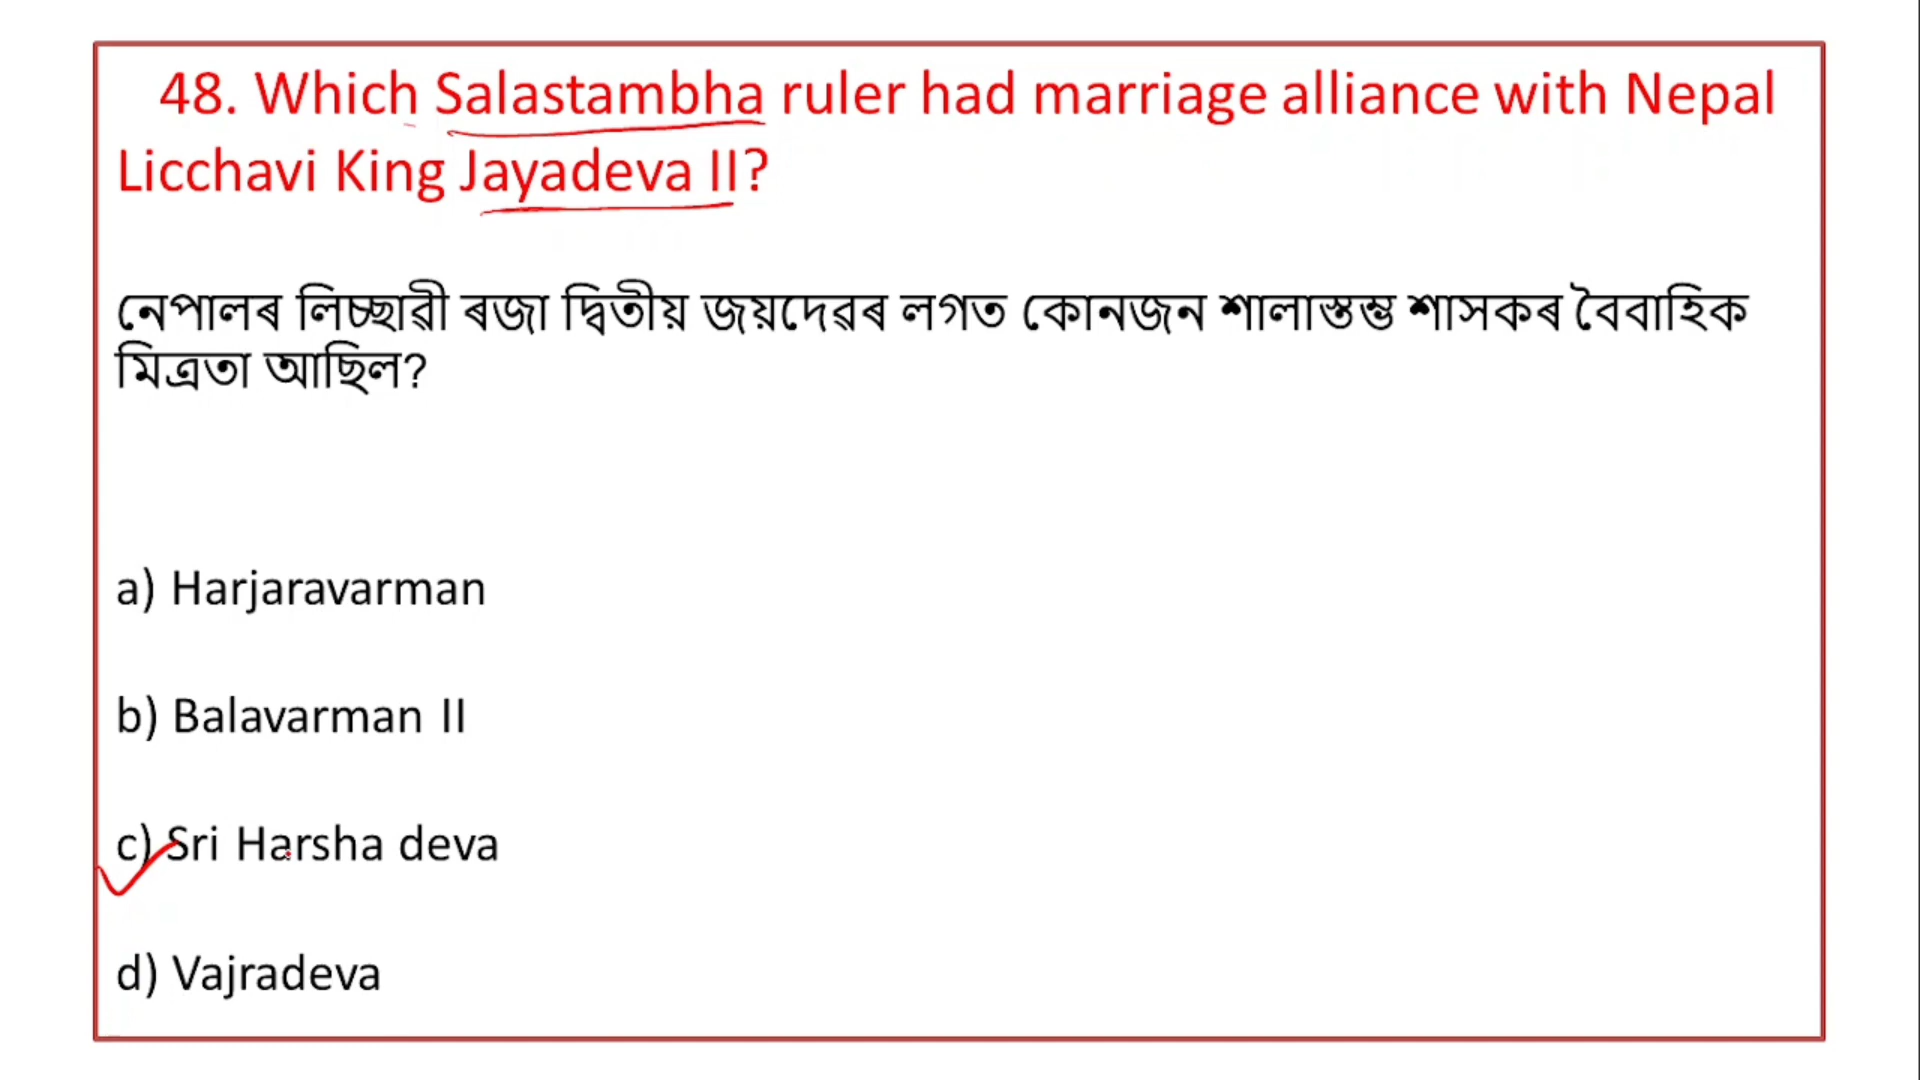 48. Which Salastambha ruler had marriage alliance with Nepal
Licchavi King Jayadeva II?
নেপালৰ লিচ্ছাৱী ৰজা দ্বিতীয় জয়দেৱৰ লগত কোনজন শালাস্তম্ভ শাসকৰ বৈবাহিক
মিত্ৰতা আছিল?
a) Harjaravarman
b) Balavarman II
c) Sri Harsha deva
d) Vajradeva